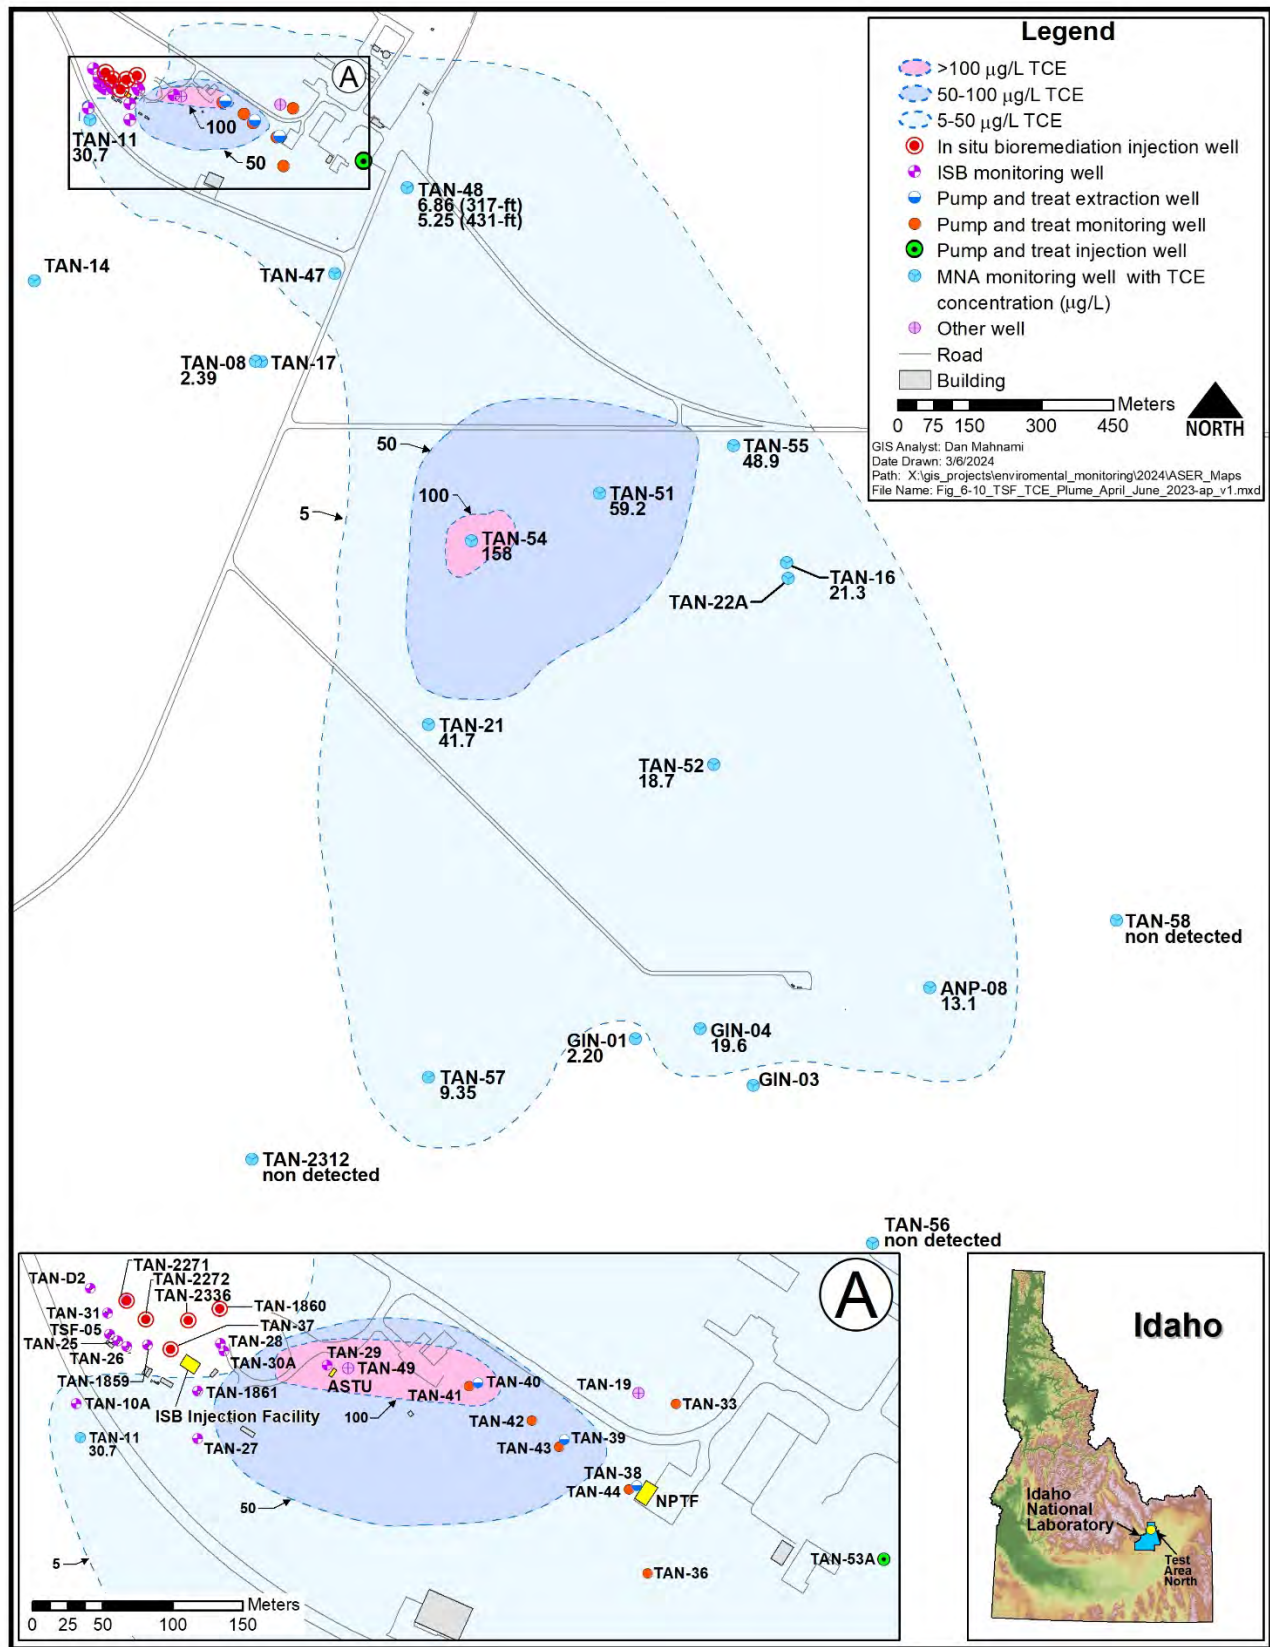 Legend
>100 µg/L TCE
50-100 µg/L TCE
5-50 µg/L TCE
In situ bioremediation injection well
ISB monitoring well
Pump and treat extraction well
Pump and treat monitoring well
Pump and treat injection well
MNA monitoring well with TCE
concentration (µg/L)
Other well
Road
Building
Meters
0 75 150 300 450
NORTH
GIS Analyst: Dan Mahnami
Date Drawn: 3/6/2024
Path: X:\gis_projects\enviromental_monitoring\2024\ASER_Maps
File Name: Fig_6-10_TSF_TCE_Plume_April_June_2023-ap_v1.mxd
A
100
50
TAN-11
30.7
TAN-48
6.86 (317-ft)
5.25 (431-ft)
TAN-14
TAN-47
TAN-08
2.39
TAN-17
50
TAN-55
48.9
100
TAN-51
59.2
5
TAN-54
158
TAN-16
21.3
TAN-22A
TAN-21
41.7
TAN-52
18.7
TAN-58
non detected
ANP-08
13.1
GIN-01
2.20
GIN-04
19.6
TAN-57
9.35
GIN-03
TAN-2312
non detected
TAN-56
non detected
A
TAN-2271
TAN-D2
TAN-2272
TAN-2336
TAN-31
TAN-1860
TSF-05
TAN-37
TAN-25
TAN-28
TAN-26
TAN-30A
TAN-29
TAN-49
TAN-1859
TAN-1861
ASTU
TAN-41
TAN-40
TAN-19
TAN-33
TAN-10A
ISB Injection Facility
100
TAN-42
TAN-11
30.7
TAN-27
TAN-43
TAN-39
TAN-38
TAN-44
NPTF
50
5
TAN-53A
TAN-36
Meters
0 25 50 100 150
Idaho
Idaho
National
Laboratory
Test
Area
North